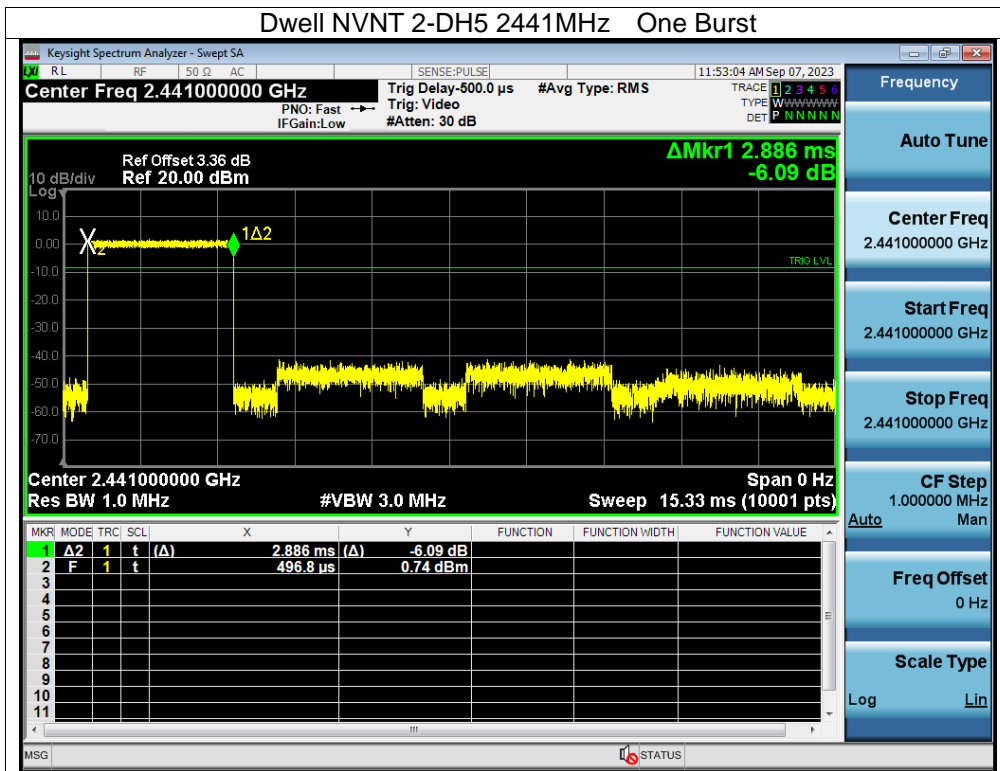 Dwell NVNT 2-DH5 2441MHz One Burst
Keysight Spectrum Analyzer - Swept SA
LXI RL RF 50 Ω AC SENSE:PULSE 11:53:04 AM Sep 07, 2023
Center Freq 2.441000000 GHz Trig Delay-500.0 µs #Avg Type: RMS TRACE 1 2 3 4 5 6
PNO: Fast Trig: Video TYPE WWWWWW
IFGain:Low #Atten: 30 dB DET P N N N N N
Frequency
Auto Tune
Center Freq
2.441000000 GHz
Start Freq
2.441000000 GHz
Stop Freq
2.441000000 GHz
CF Step
1.000000 MHz
Auto Man
Freq Offset
0 Hz
Scale Type
Log Lin
ΔMkr1 2.886 ms
-6.09 dB
Ref Offset 3.36 dB
10 dB/div Ref 20.00 dBm
Log
10.0
0.00
-10.0
-20.0
-30.0
-40.0
-50.0
-60.0
-70.0
X2
1Δ2
TRIG LVL
Center 2.441000000 GHz Span 0 Hz
Res BW 1.0 MHz #VBW 3.0 MHz Sweep 15.33 ms (10001 pts)
MKR MODE TRC SCL X Y FUNCTION FUNCTION WIDTH FUNCTION VALUE
1 Δ2 1 t (Δ) 2.886 ms (Δ) -6.09 dB
2 F 1 t 496.8 µs 0.74 dBm
3
4
5
6
7
8
9
10
11
MSG STATUS